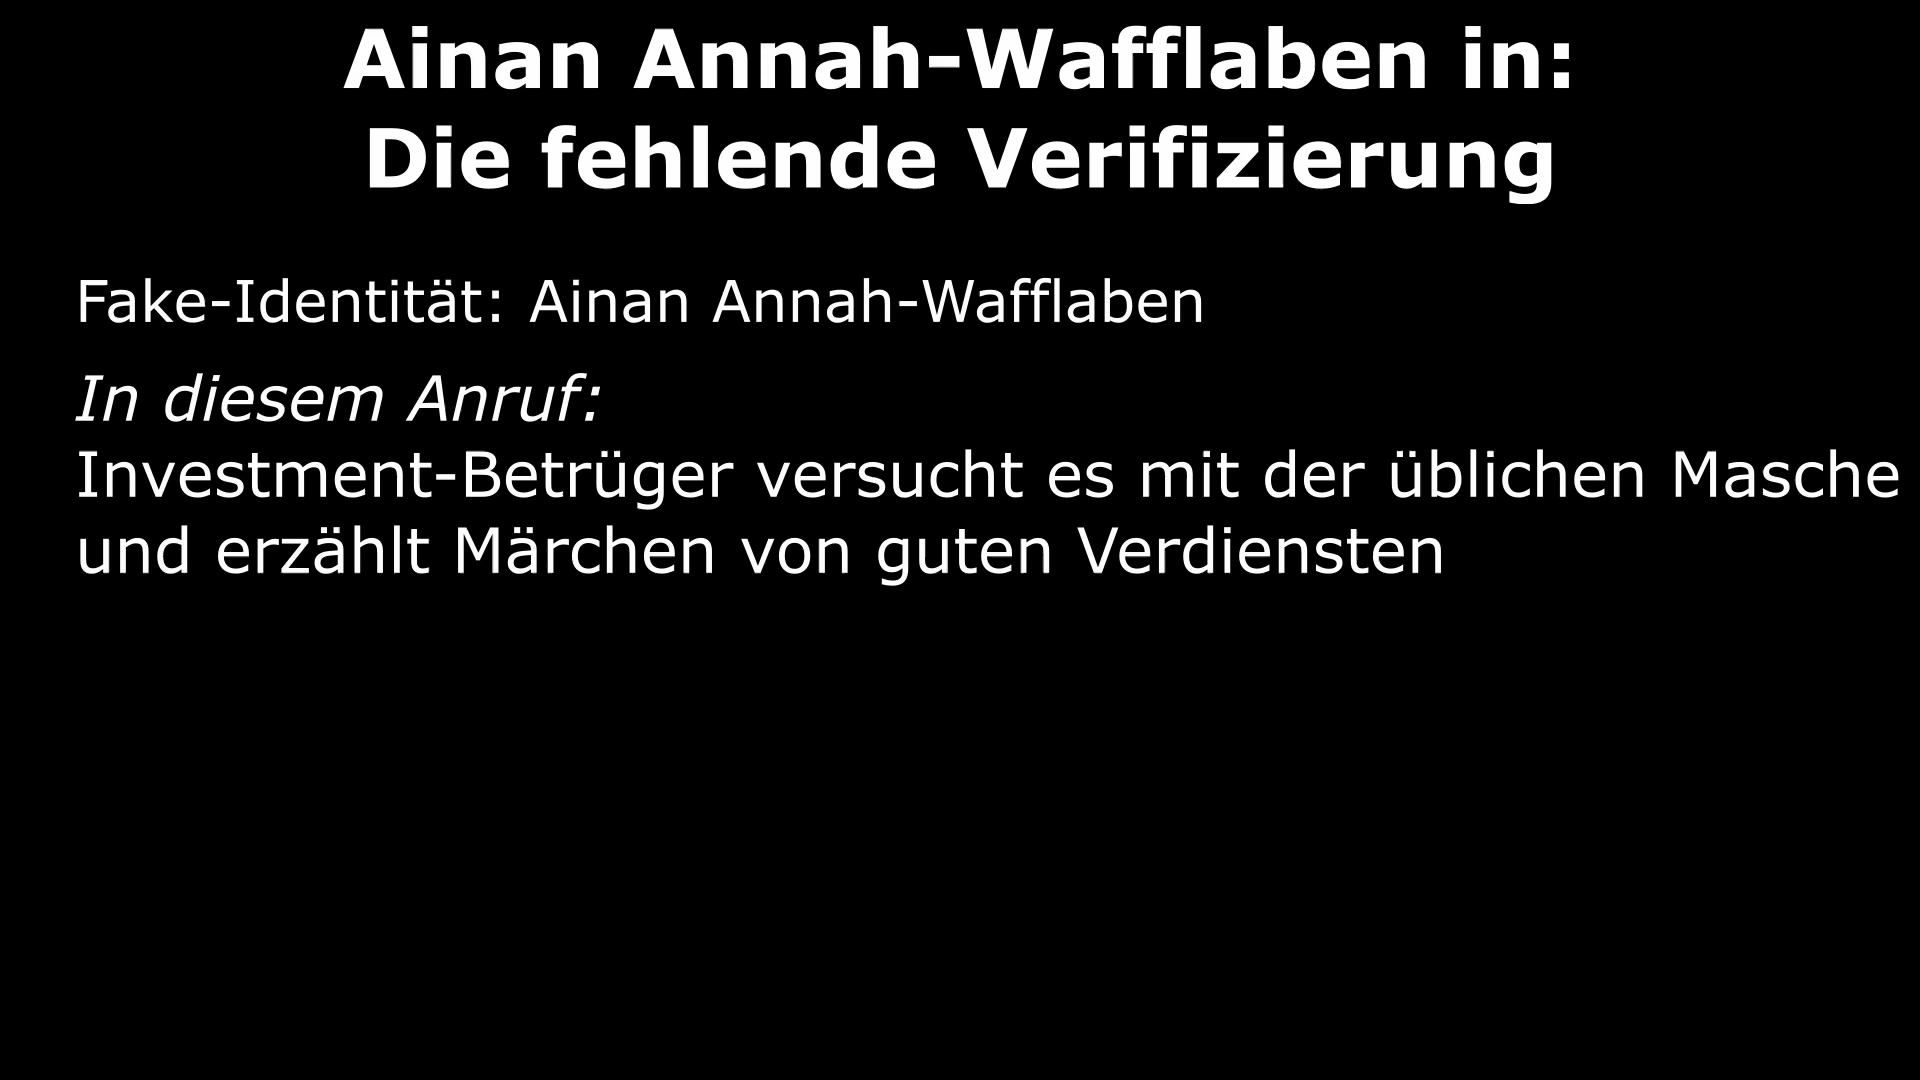 Ainan Annah-Wafflaben in:
Die fehlende Verifizierung
Fake-Identität: Ainan Annah-Wafflaben
In diesem Anruf:
Investment-Betrüger versucht es mit der üblichen Masche
und erzählt Märchen von guten Verdiensten